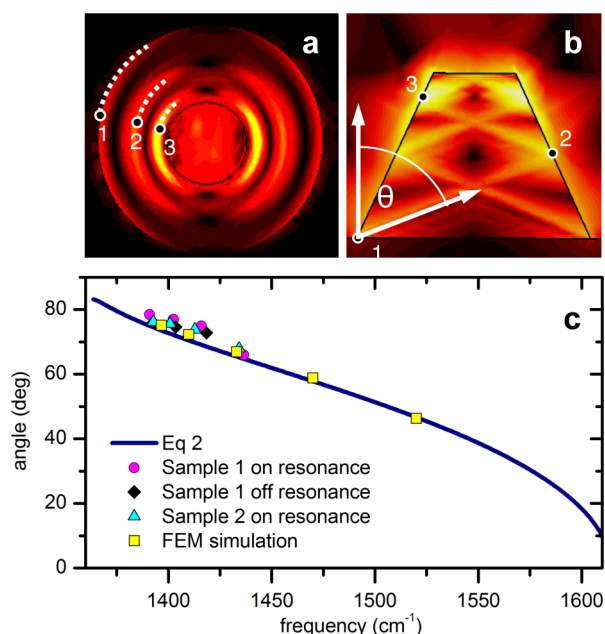 a
1
2
3
b
3
2
θ
1
c
80
60
40
20
0
angle (deg)
Eq 2
Sample 1 on resonance
Sample 1 off resonance
Sample 2 on resonance
FEM simulation
1400
1450
1500
1550
1600
frequency (cm⁻¹)